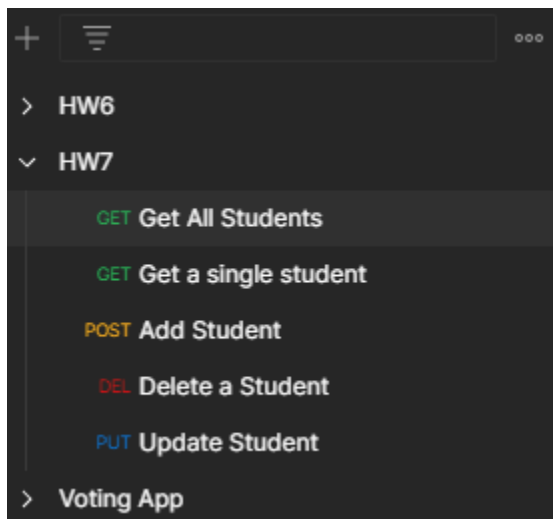 HW6
HW7
GET Get All Students
GET Get a single student
POST Add Student
DEL Delete a Student
PUT Update Student
Voting App